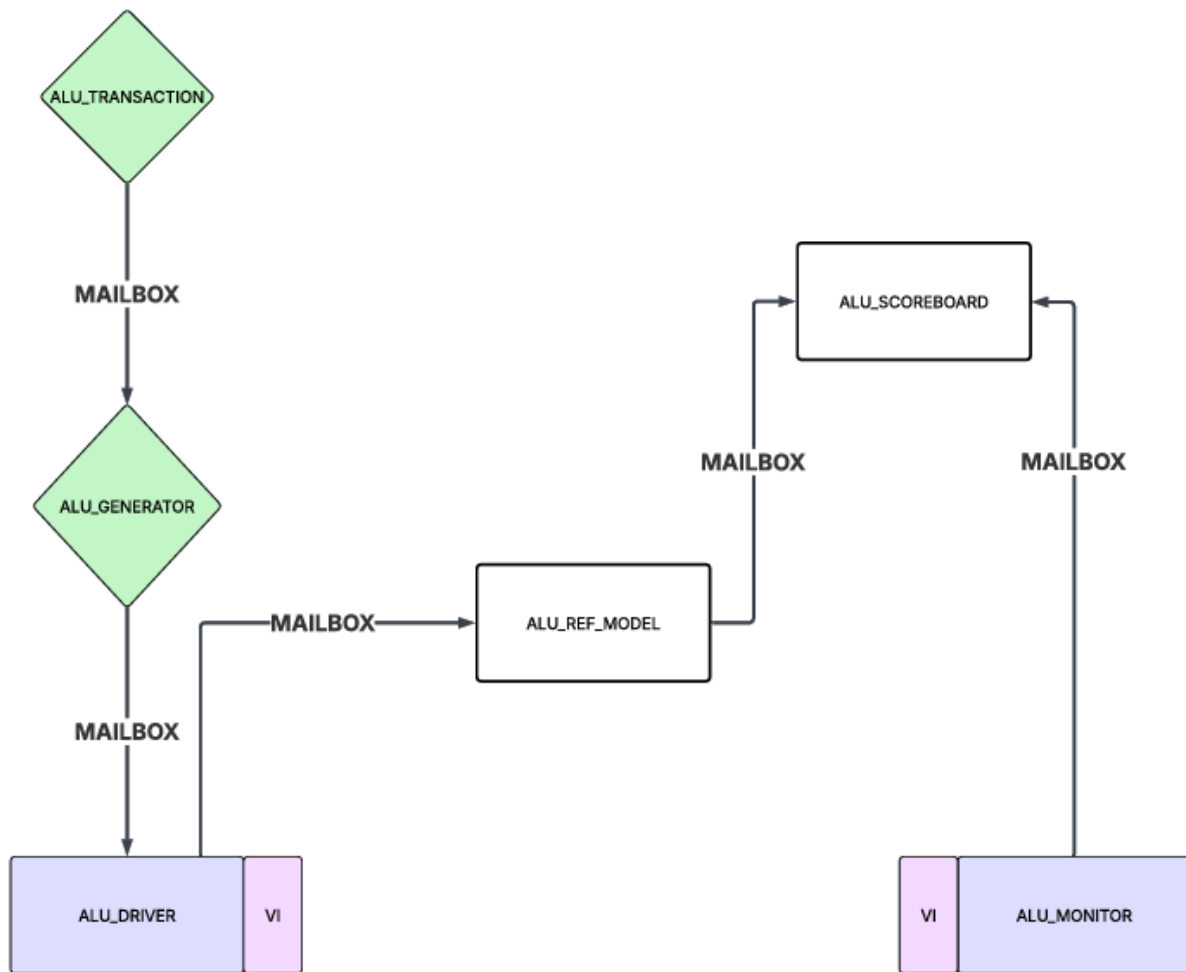 ALU_TRANSACTION
MAILBOX
ALU_SCOREBOARD
MAILBOX
MAILBOX
ALU_GENERATOR
MAILBOX
ALU_REF_MODEL
MAILBOX
ALU_DRIVER
VI
VI
ALU_MONITOR